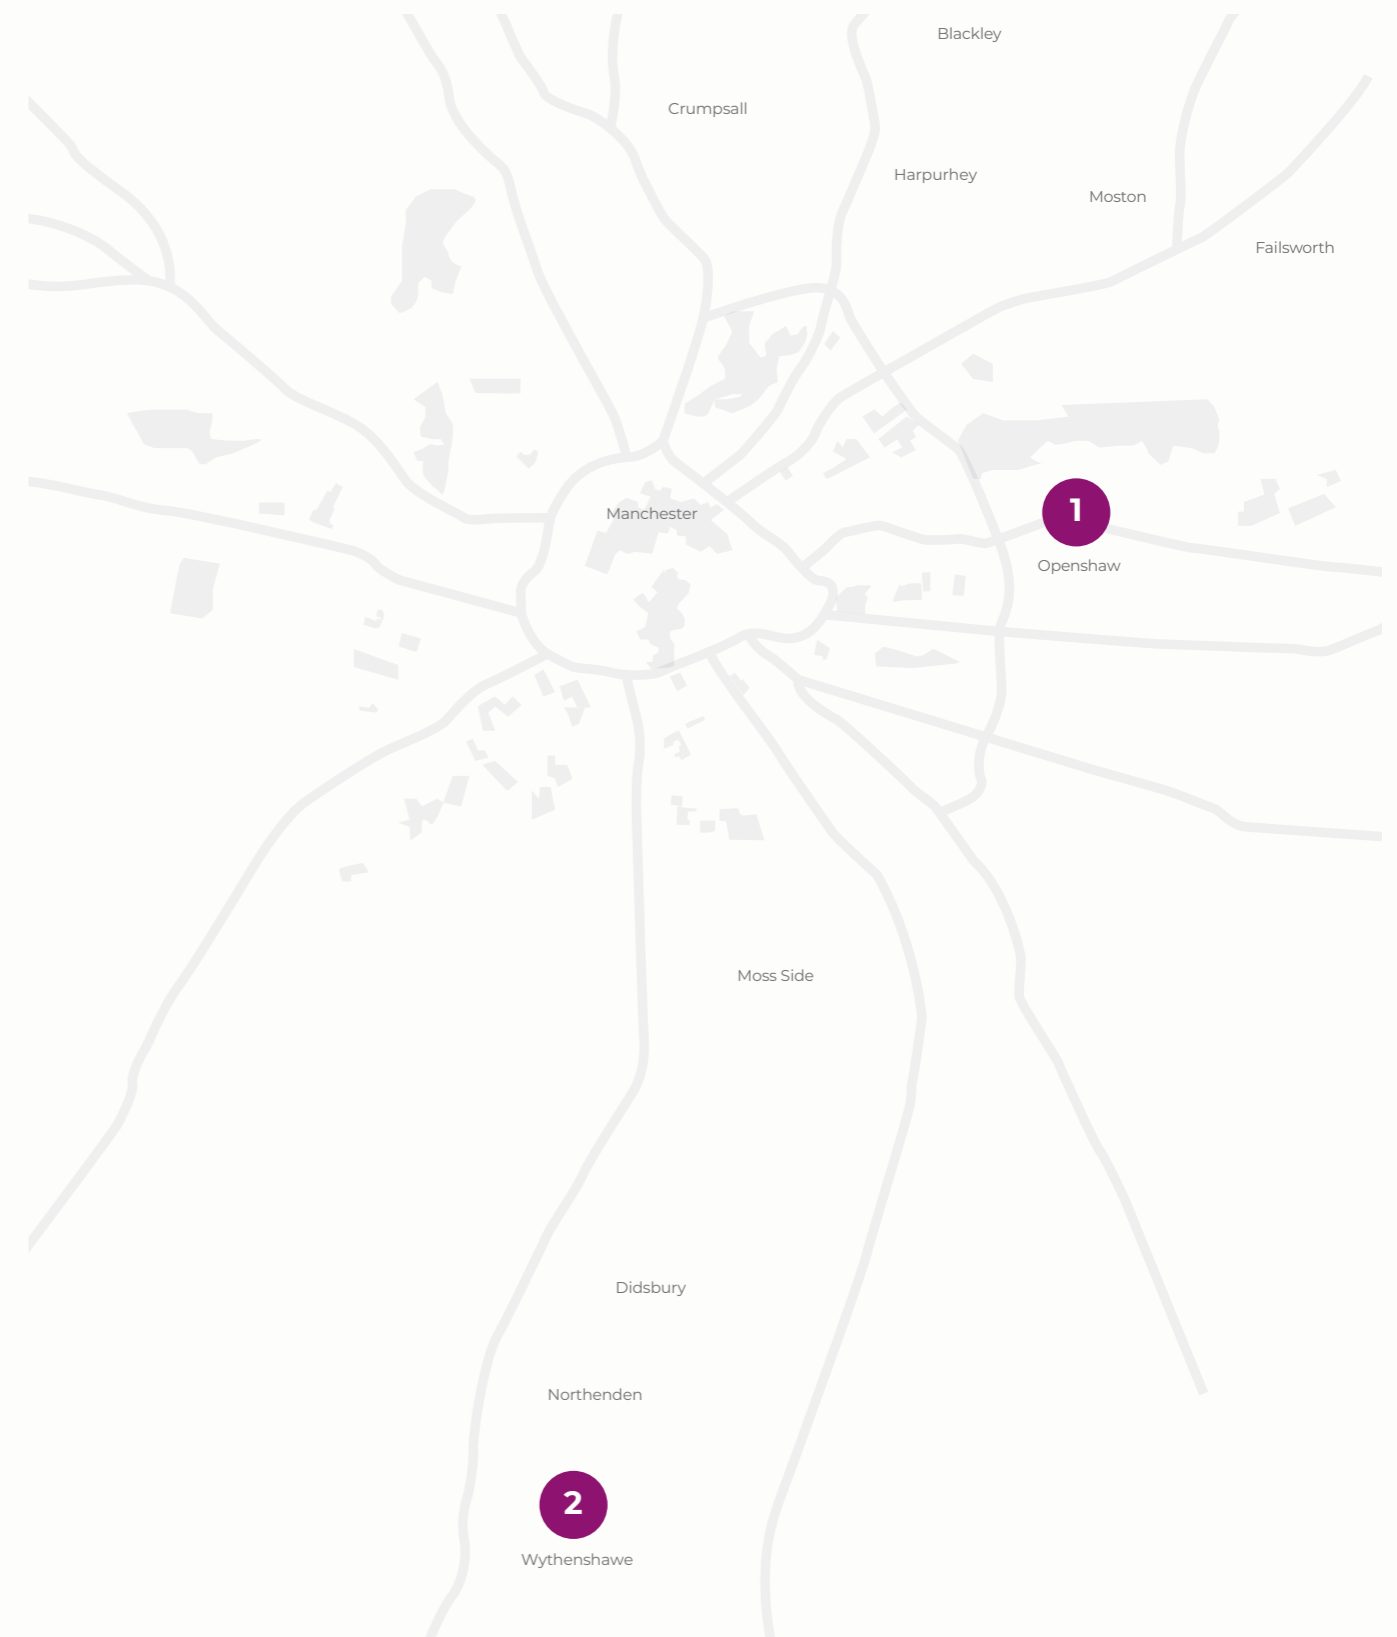 Blackley
Crumpsall
Harpurhey
Moston
Failsworth
Manchester
1
Openshaw
Moss Side
Didsbury
Northenden
2
Wythenshawe